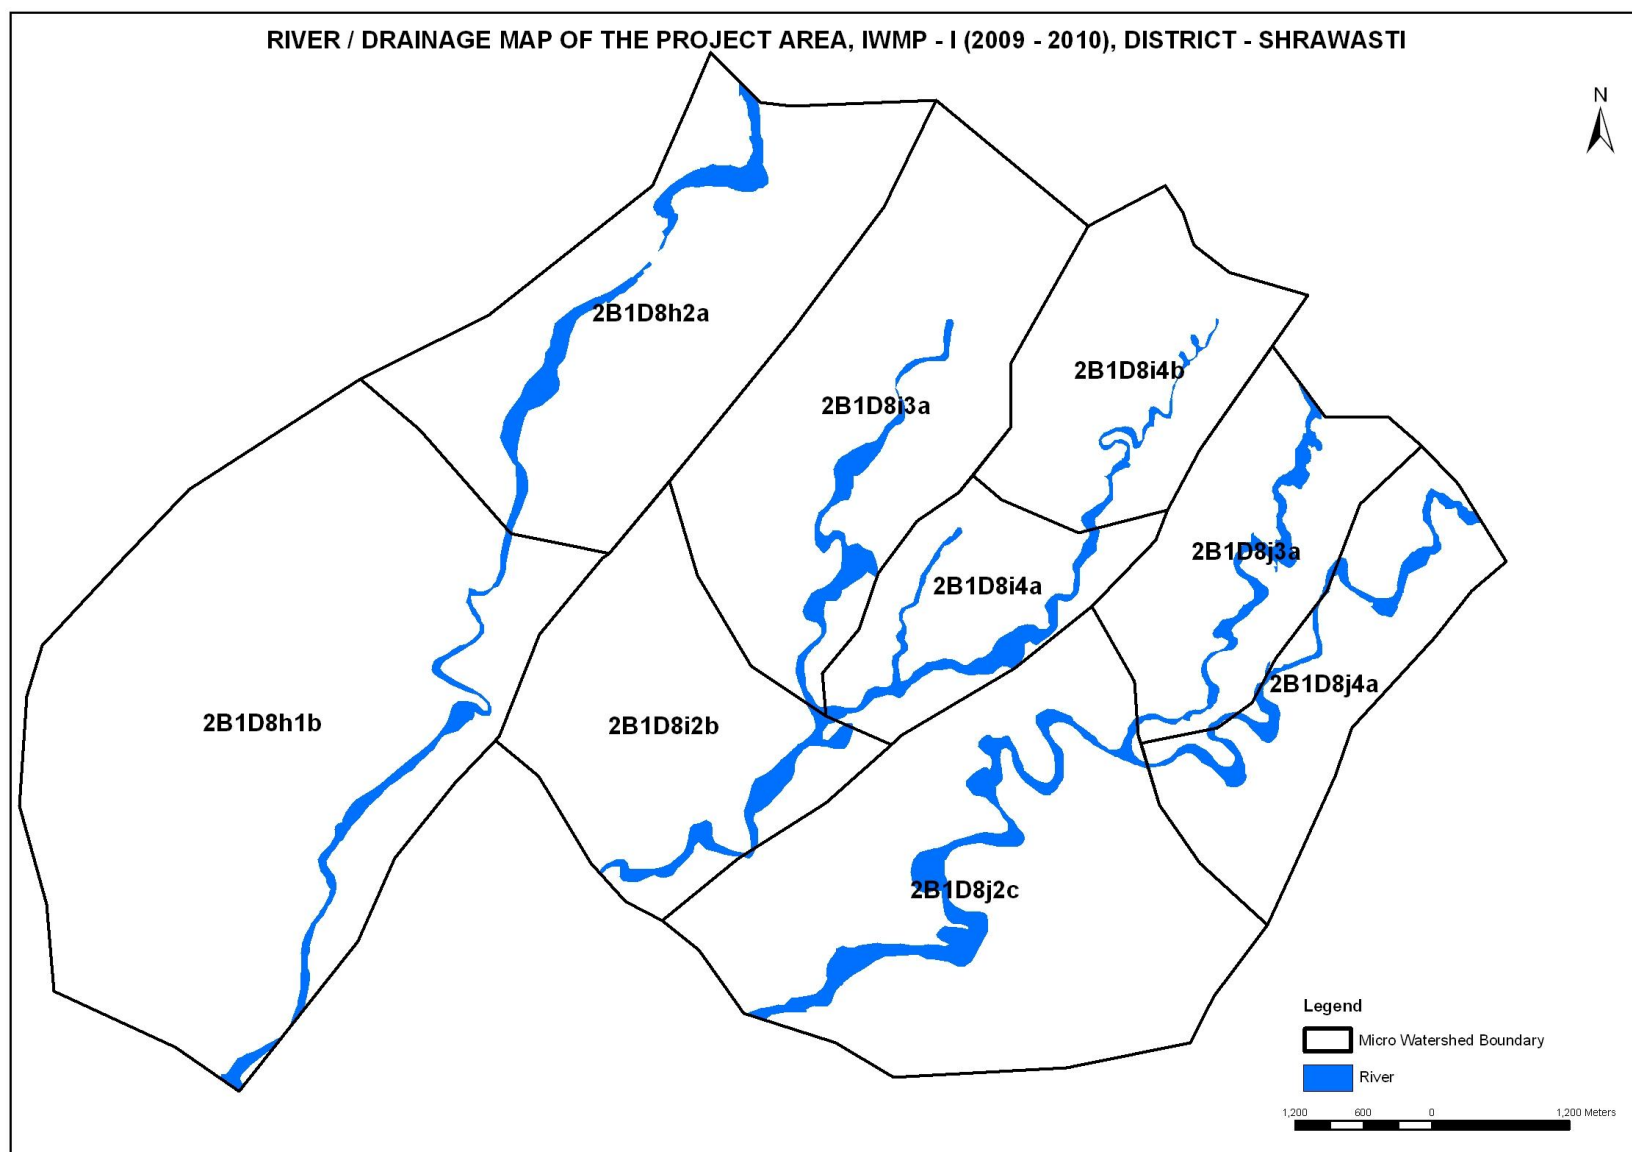 RIVER / DRAINAGE MAP OF THE PROJECT AREA, IWMP - I (2009 - 2010), DISTRICT - SHRAWASTI
N
2B1D8h2a
2B1D8i4b
2B1D8i3a
2B1D8j3a
2B1D8i4a
2B1D8j4a
2B1D8h1b
2B1D8i2b
2B1D8j2c
Legend
Micro Watershed Boundary
River
1,200 600 0 1,200 Meters